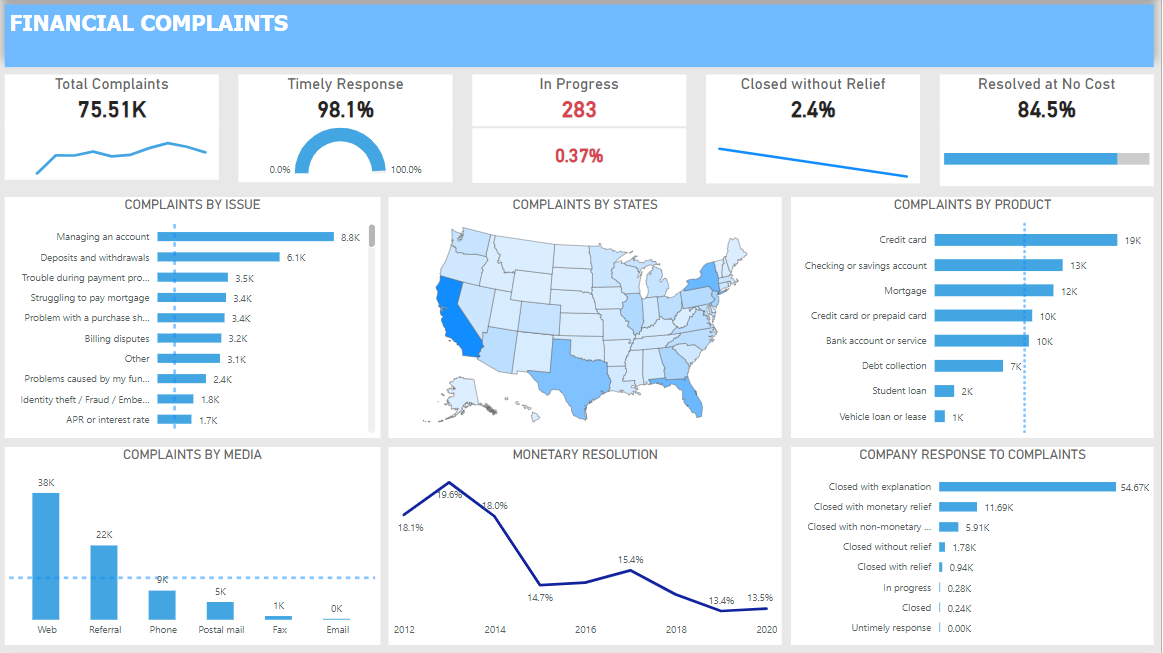 FINANCIAL COMPLAINTS
Total Complaints
75.51K
Timely Response
98.1%
0.0%
100.0%
In Progress
283
0.37%
Closed without Relief
2.4%
Resolved at No Cost
84.5%
COMPLAINTS BY ISSUE
Managing an account 8.8K
Deposits and withdrawals 6.1K
Trouble during payment pro... 3.5K
Struggling to pay mortgage 3.4K
Problem with a purchase sh... 3.4K
Billing disputes 3.2K
Other 3.1K
Problems caused by my fun... 2.4K
Identity theft / Fraud / Embe... 1.8K
APR or interest rate 1.7K
COMPLAINTS BY STATES
COMPLAINTS BY PRODUCT
Credit card 19K
Checking or savings account 13K
Mortgage 12K
Credit card or prepaid card 10K
Bank account or service 10K
Debt collection 7K
Student loan 2K
Vehicle loan or lease 1K
COMPLAINTS BY MEDIA
38K
22K
9K
5K
1K
0K
Web Referral Phone Postal mail Fax Email
MONETARY RESOLUTION
18.1%
19.6%
18.0%
14.7%
15.4%
13.4%
13.5%
2012 2014 2016 2018 2020
COMPANY RESPONSE TO COMPLAINTS
Closed with explanation 54.67K
Closed with monetary relief 11.69K
Closed with non-monetary ... 5.91K
Closed without relief 1.78K
Closed with relief 0.94K
In progress 0.28K
Closed 0.24K
Untimely response 0.00K